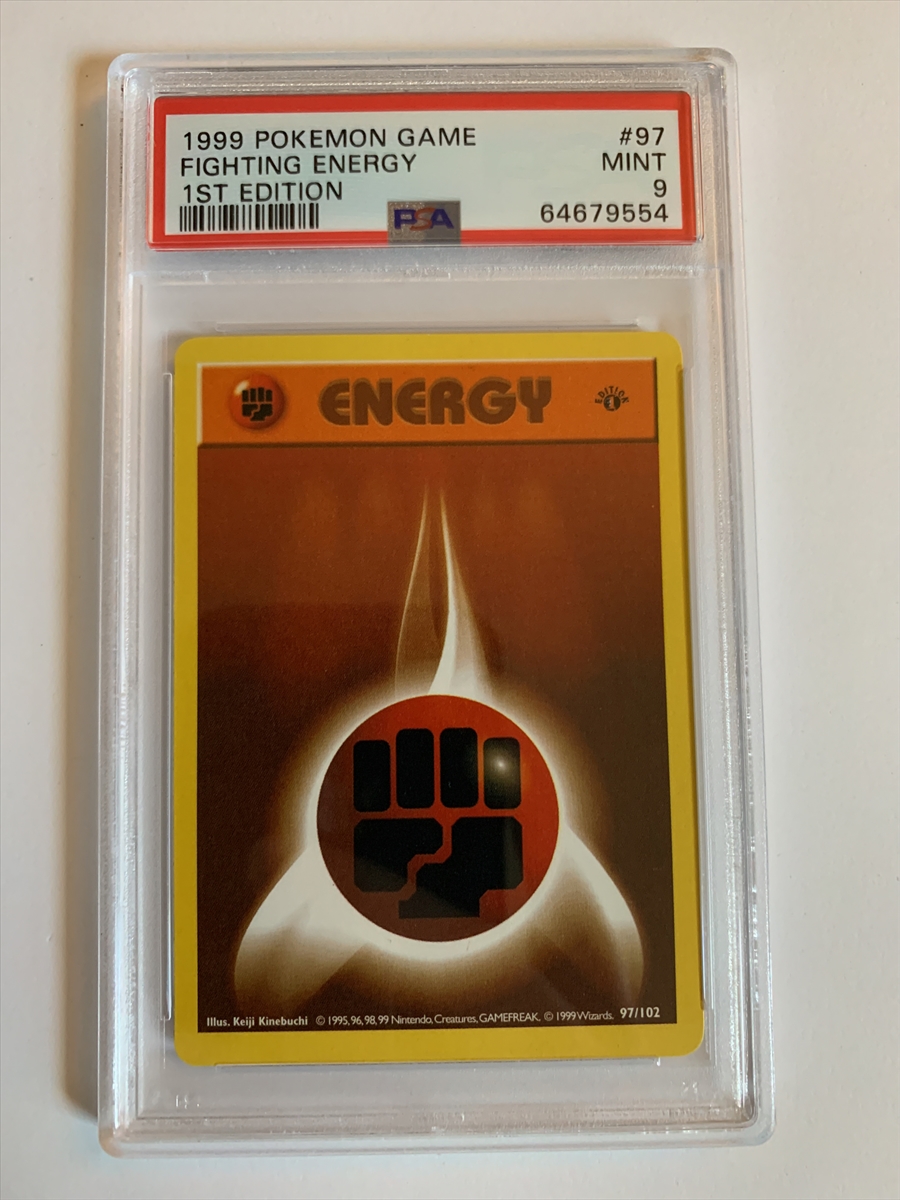 1999 POKEMON GAME #97
FIGHTING ENERGY MINT
1ST EDITION 9
PSA 64679554
ENERGY
EDITION 1
Illus. Keiji Kinebuchi © 1995, 96, 98, 99 Nintendo, Creatures, GAMEFREAK. © 1999 Wizards. 97/102